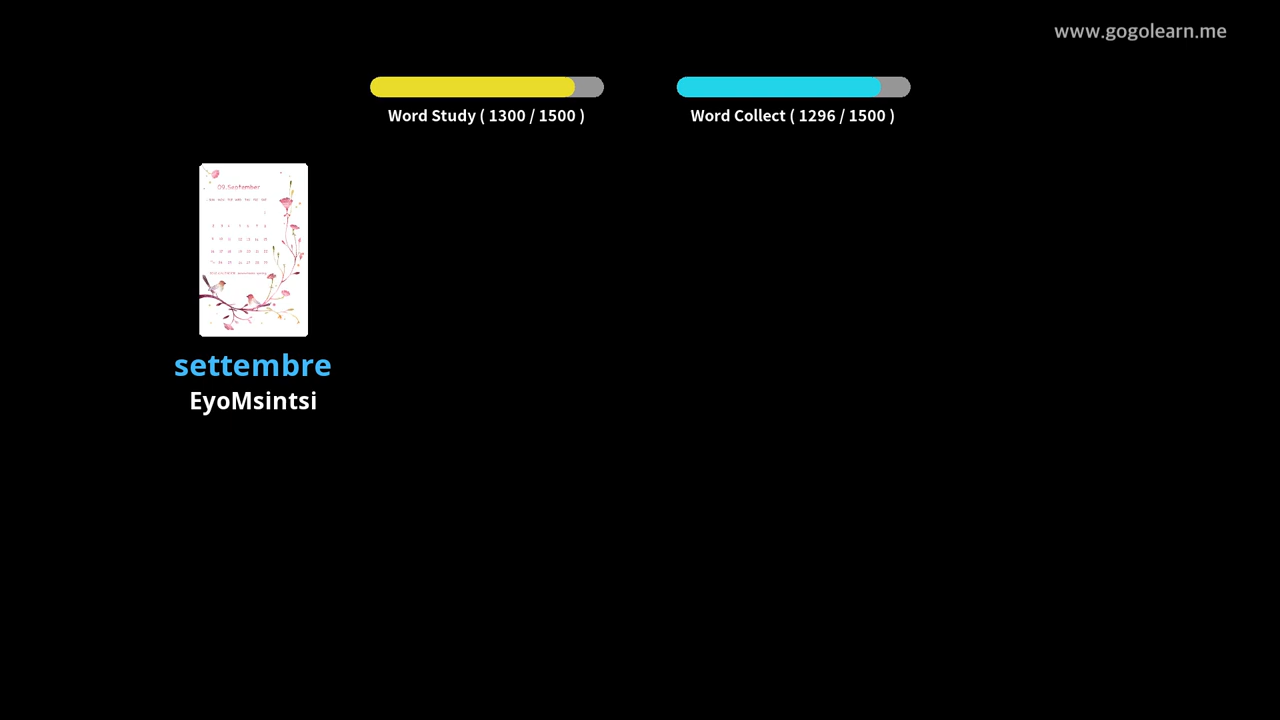 www.gogolearn.me
Word Study ( 1300 / 1500 )
Word Collect ( 1296 / 1500 )
09.September
settembre
EyoMsintsi